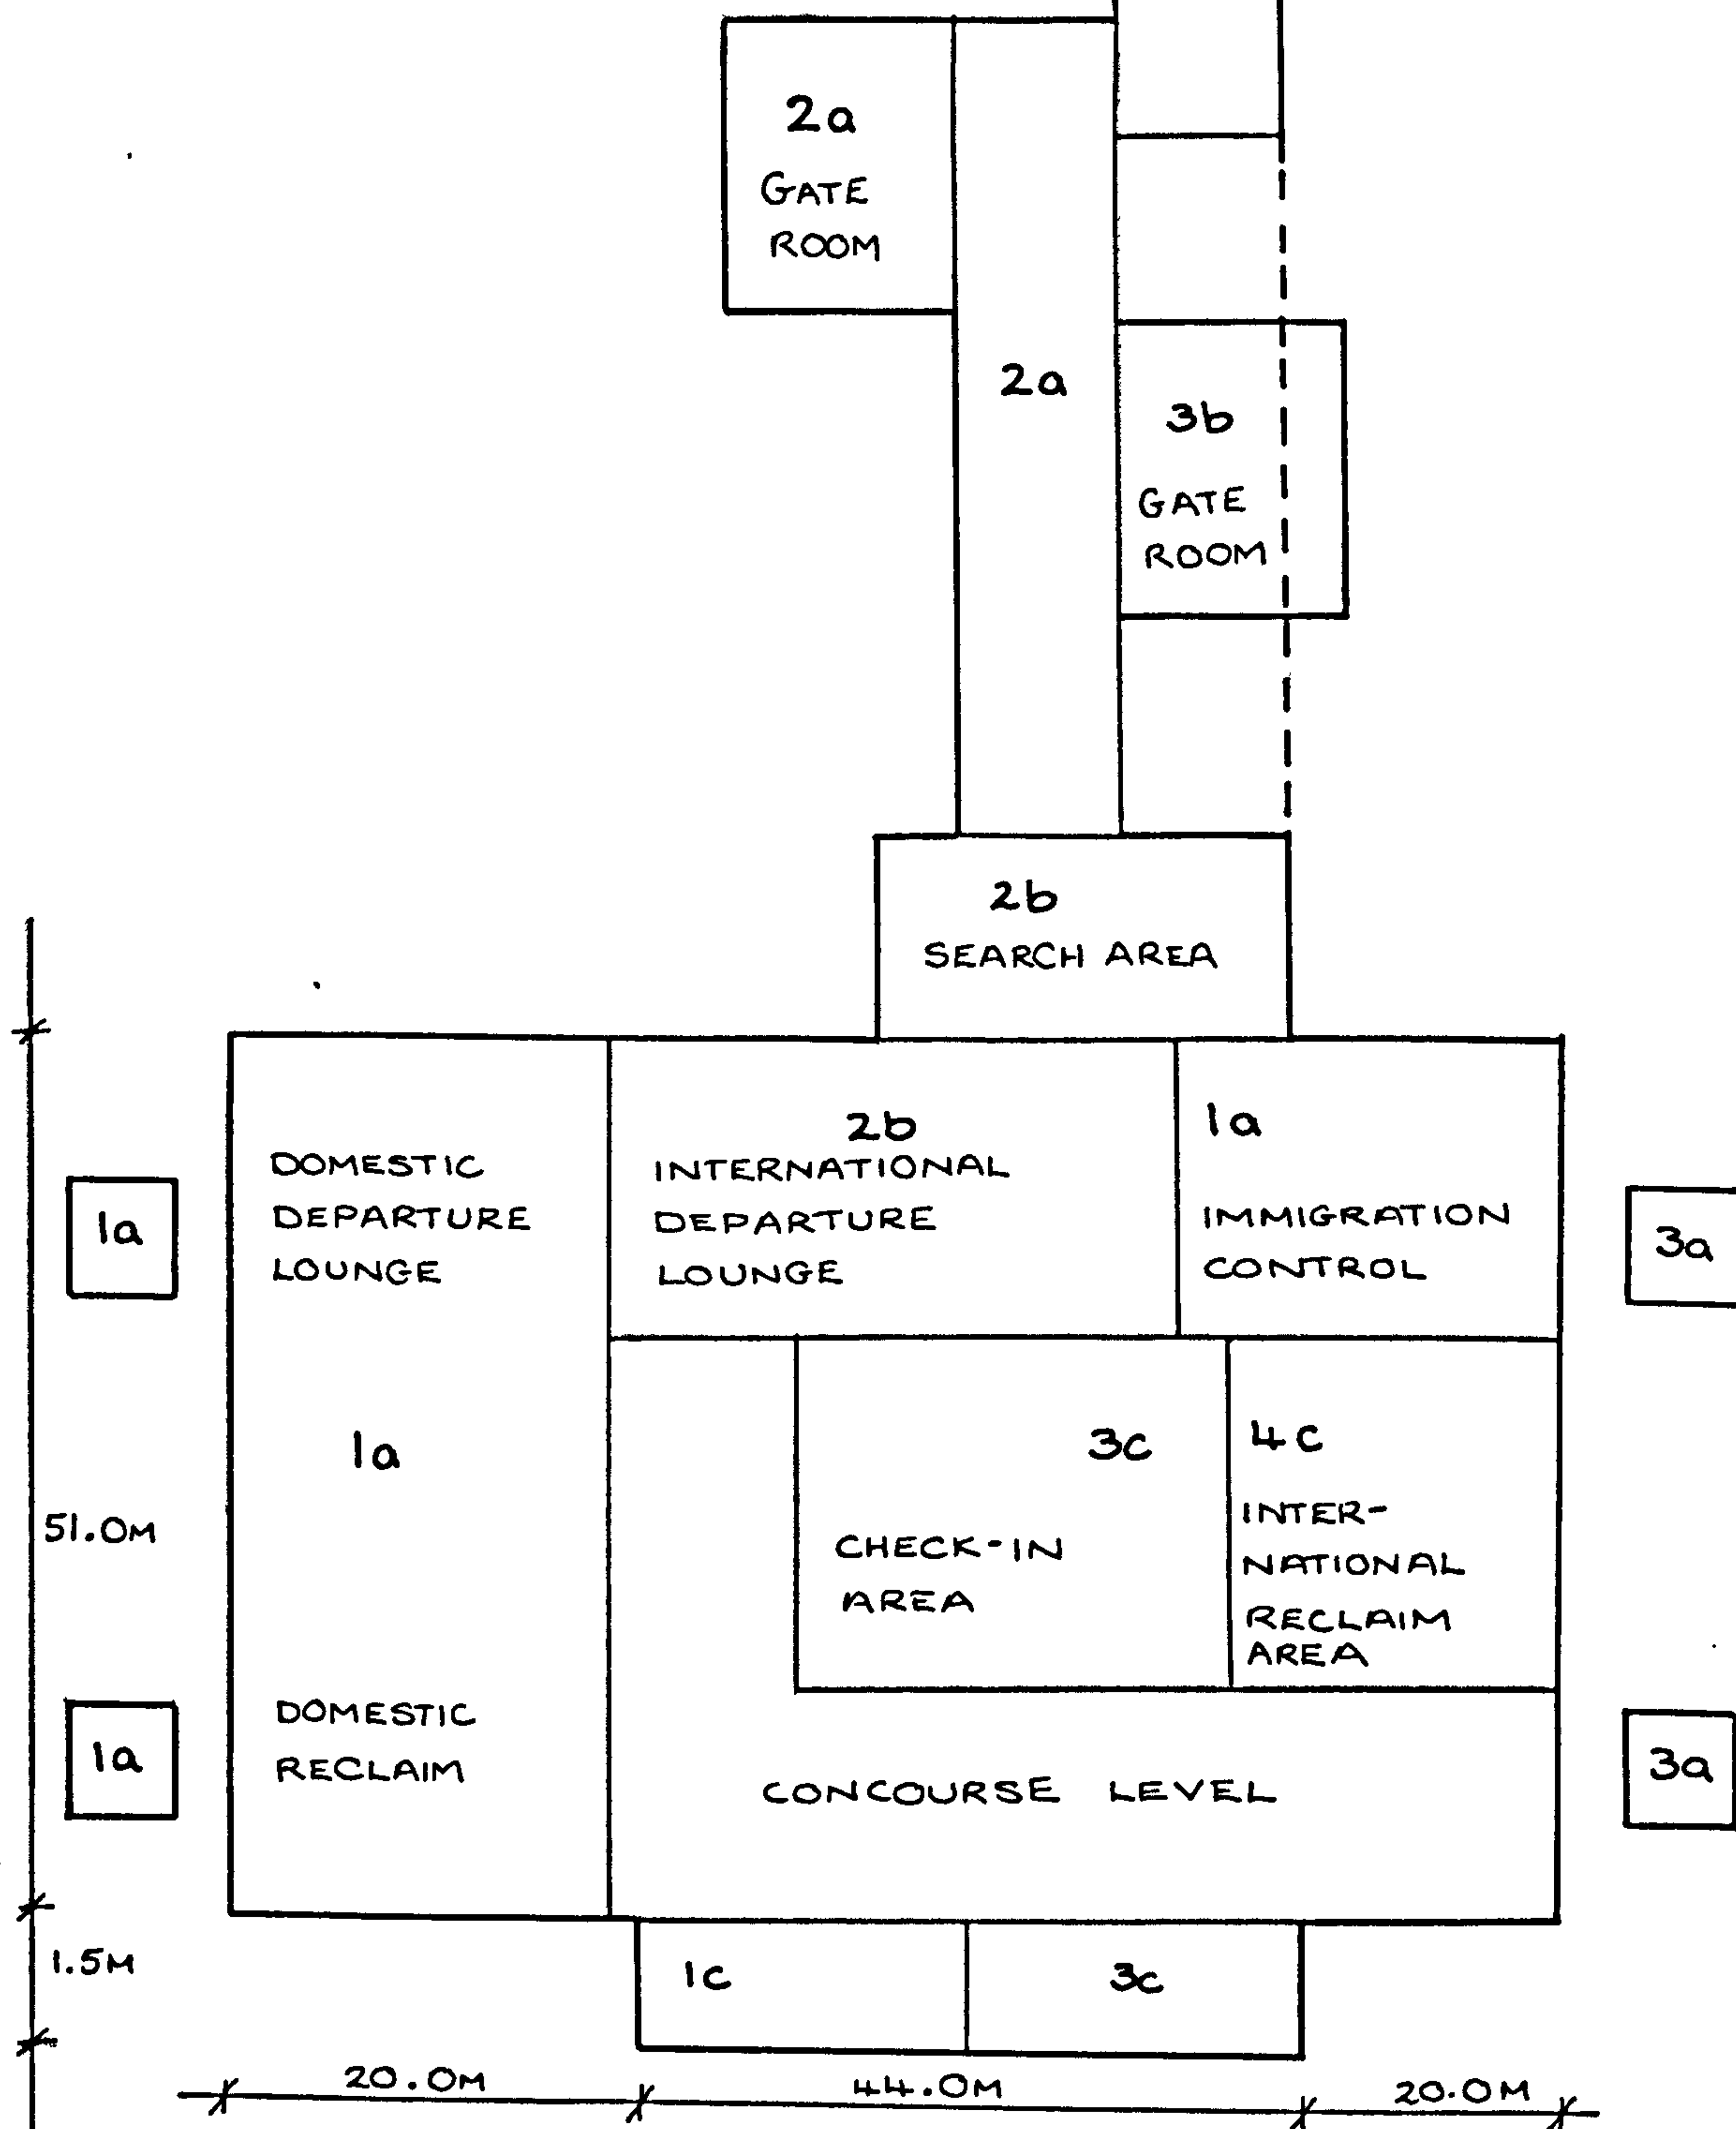 2a
GATE
ROOM
2a
3b
GATE
ROOM
2b
SEARCH AREA
DOMESTIC
DEPARTURE
LOUNGE
2b
INTERNATIONAL
DEPARTURE
LOUNGE
1a
IMMIGRATION
CONTROL
1a
3a
1a
3c
CHECK-IN
AREA
4c
INTER-
NATIONAL
RECLAIM
AREA
51.0M
DOMESTIC
RECLAIM
1a
CONCOURSE LEVEL
3a
1.5M
1c
3c
20.0M
44.0M
20.0M